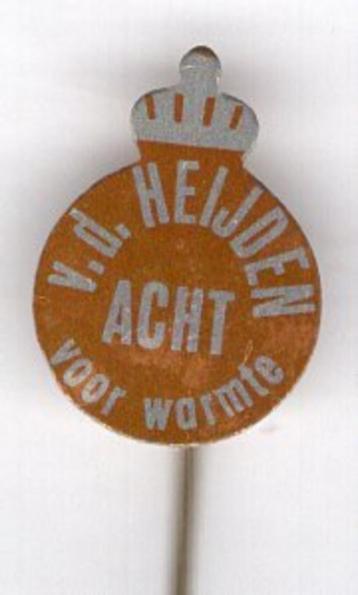 v.d. HEIJDEN
ACHT
voor warmte